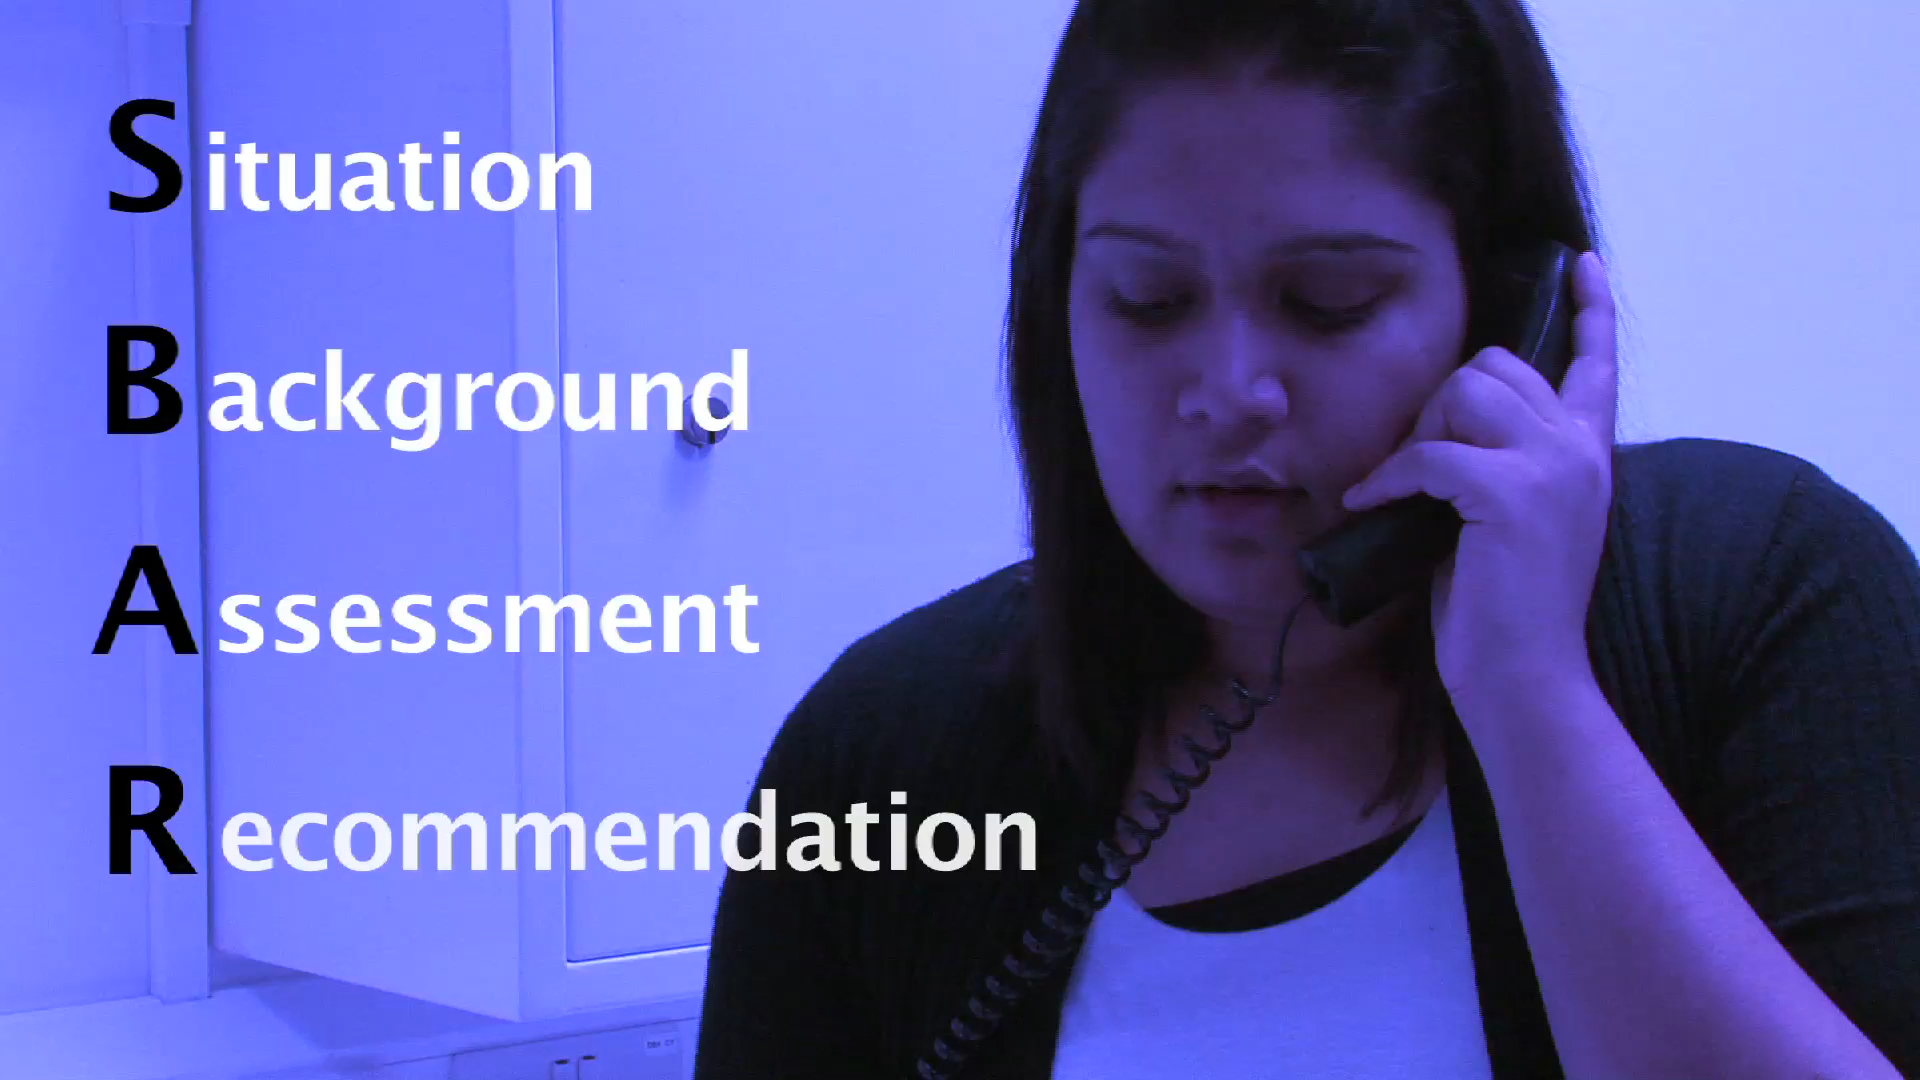 Situation
Background
Assessment
Recommendation